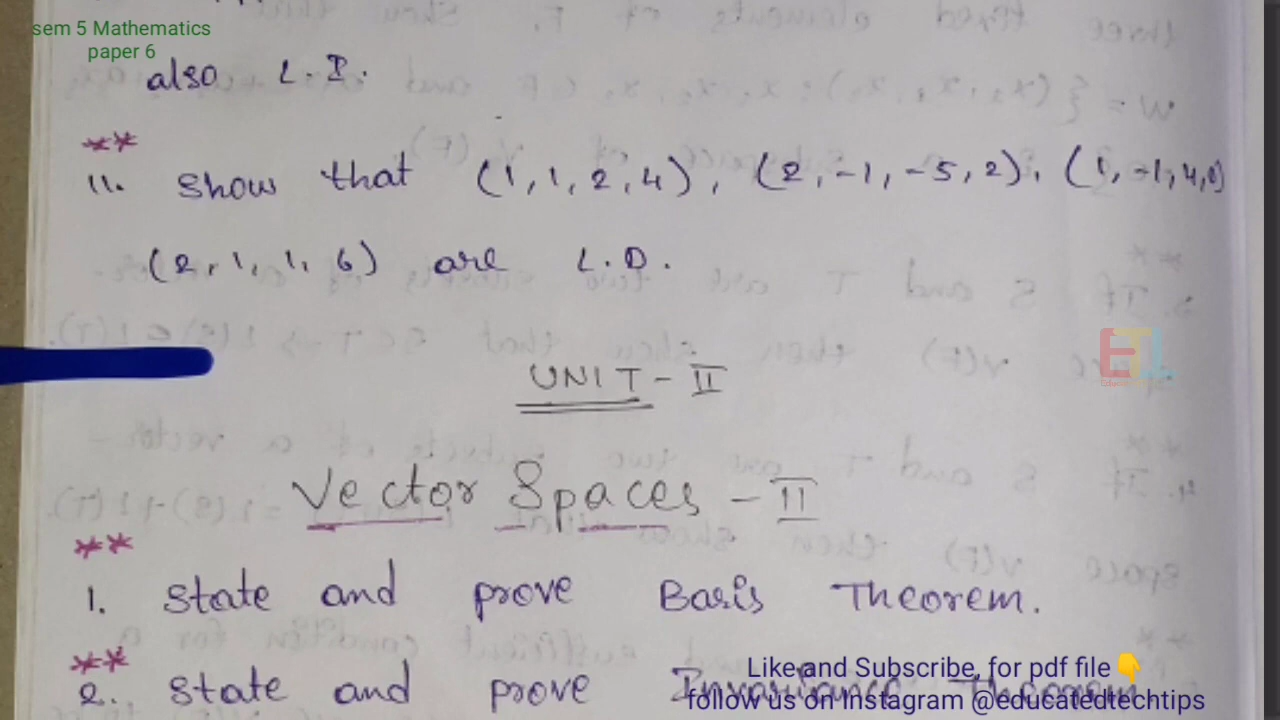 sem 5 Mathematics
paper 6
also L.I.
**
11. Show that (1, 1, 2, 4), (2, -1, -5, 2), (1, -1, 4, 0)
(2, 1, 1, 6) are L.D.
UNIT - II
Vector Spaces - II
**
1. State and prove Basis Theorem.
**
2. State and prove Invariance Theorem
Like and Subscribe, for pdf file👇
follow us on Instagram @educatedtechtips